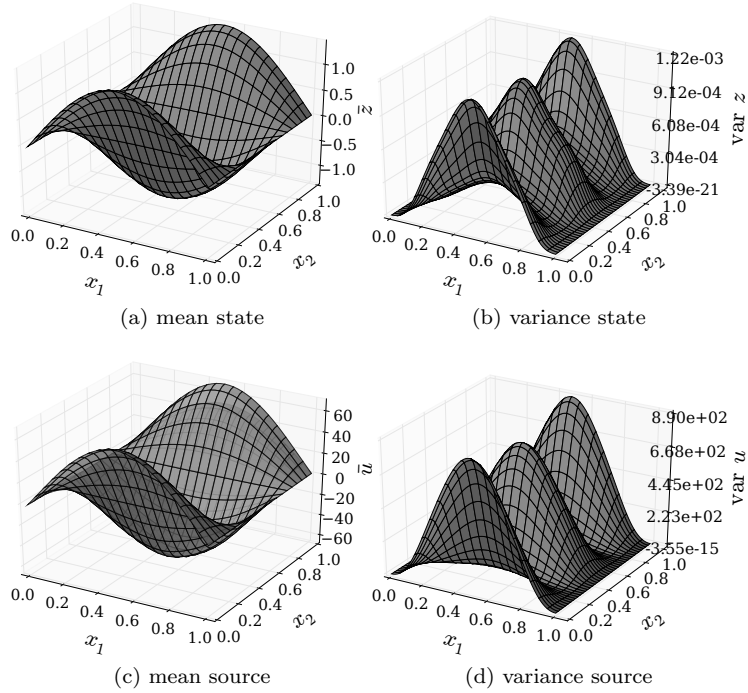 1.0
0.5
0.0
−0.5
−1.0
z̄
0.0
0.2
0.4
0.6
0.8
1.0
x1
0.0
0.2
0.4
0.6
0.8
1.0
x2
(a) mean state
1.22e-03
9.12e-04
6.08e-04
3.04e-04
-3.39e-21
var z
0.0
0.2
0.4
0.6
0.8
1.0
x1
0.0
0.2
0.4
0.6
0.8
1.0
x2
(b) variance state
60
40
20
0
−20
−40
−60
ū
0.0
0.2
0.4
0.6
0.8
1.0
x1
0.0
0.2
0.4
0.6
0.8
1.0
x2
(c) mean source
8.90e+02
6.68e+02
4.45e+02
2.23e+02
-3.55e-15
var u
0.0
0.2
0.4
0.6
0.8
1.0
x1
0.0
0.2
0.4
0.6
0.8
1.0
x2
(d) variance source